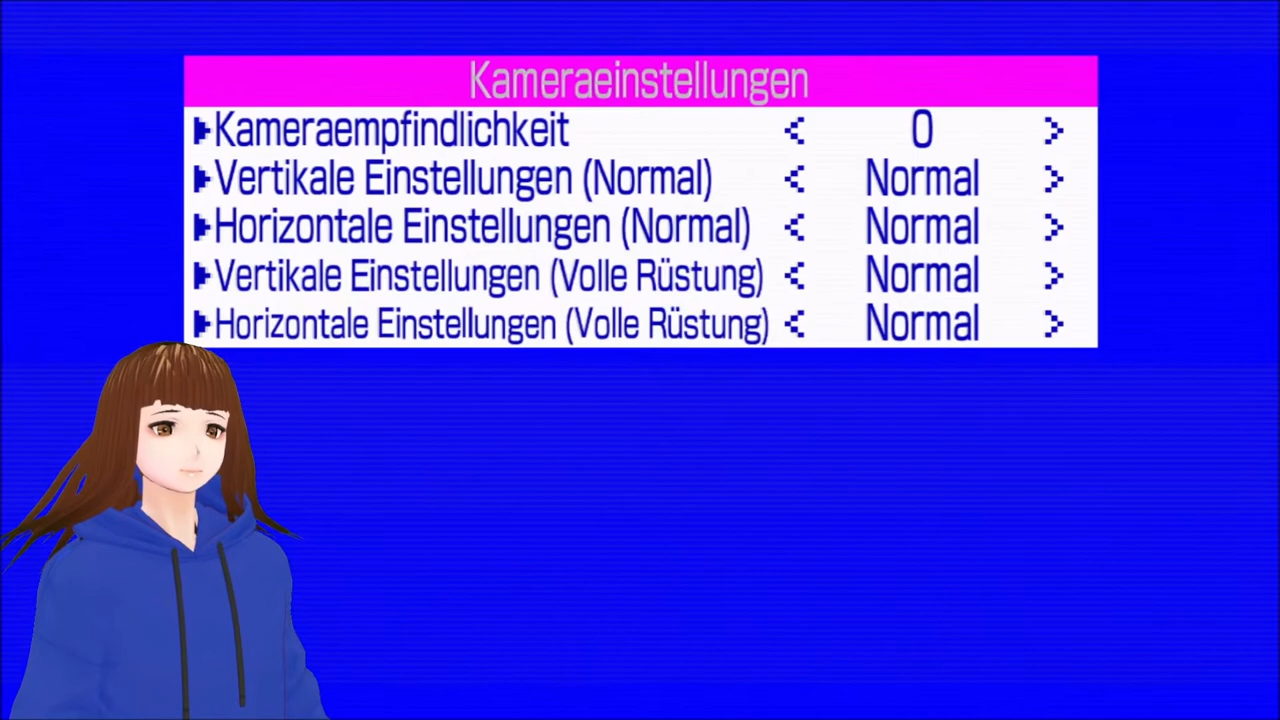 Kameraeinstellungen
Kameraempfindlichkeit < 0 >
Vertikale Einstellungen (Normal) < Normal >
Horizontale Einstellungen (Normal) < Normal >
Vertikale Einstellungen (Volle Rüstung) < Normal >
Horizontale Einstellungen (Volle Rüstung) < Normal >